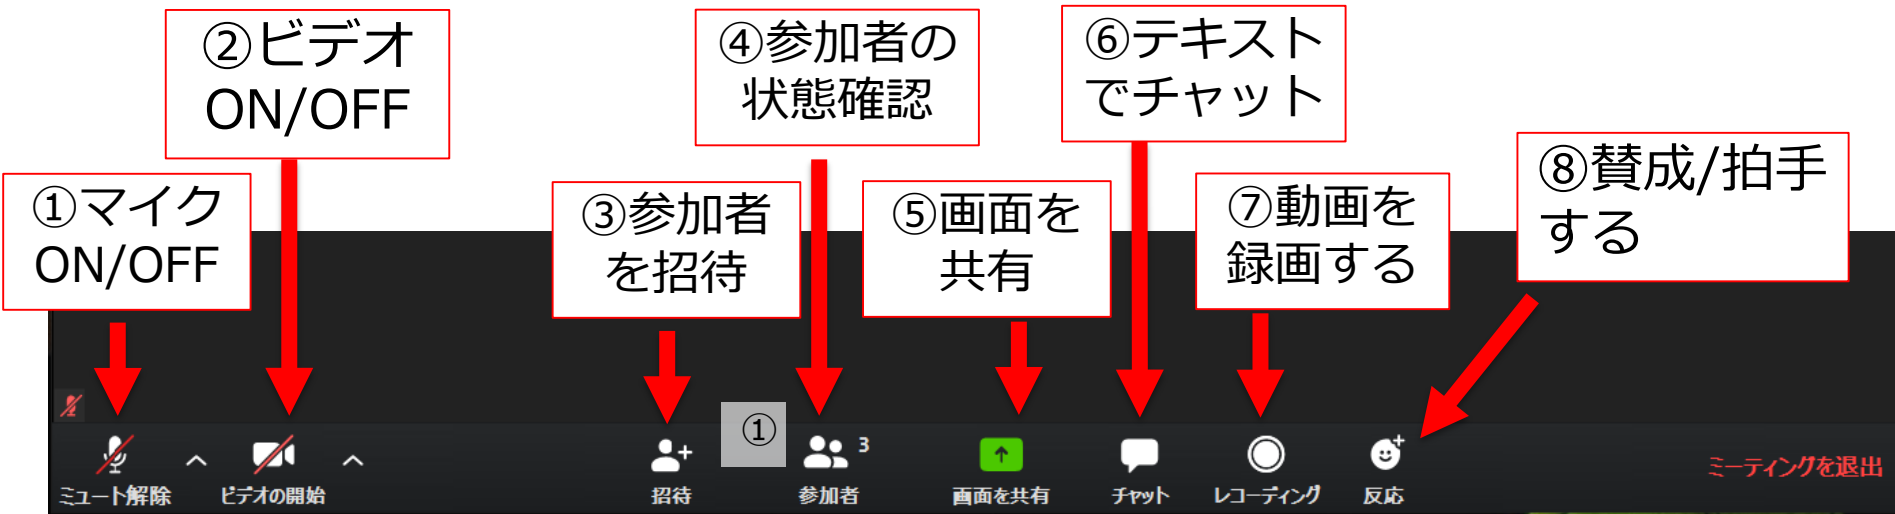 ①マイク
ON/OFF
②ビデオ
ON/OFF
③参加者
を招待
④参加者の
状態確認
⑤画面を
共有
⑥テキスト
でチャット
⑦動画を
録画する
⑧賛成/拍手
する
①
3
ミュート解除
ビデオの開始
招待
参加者
画面を共有
チャット
レコーディング
反応
ミーティングを退出